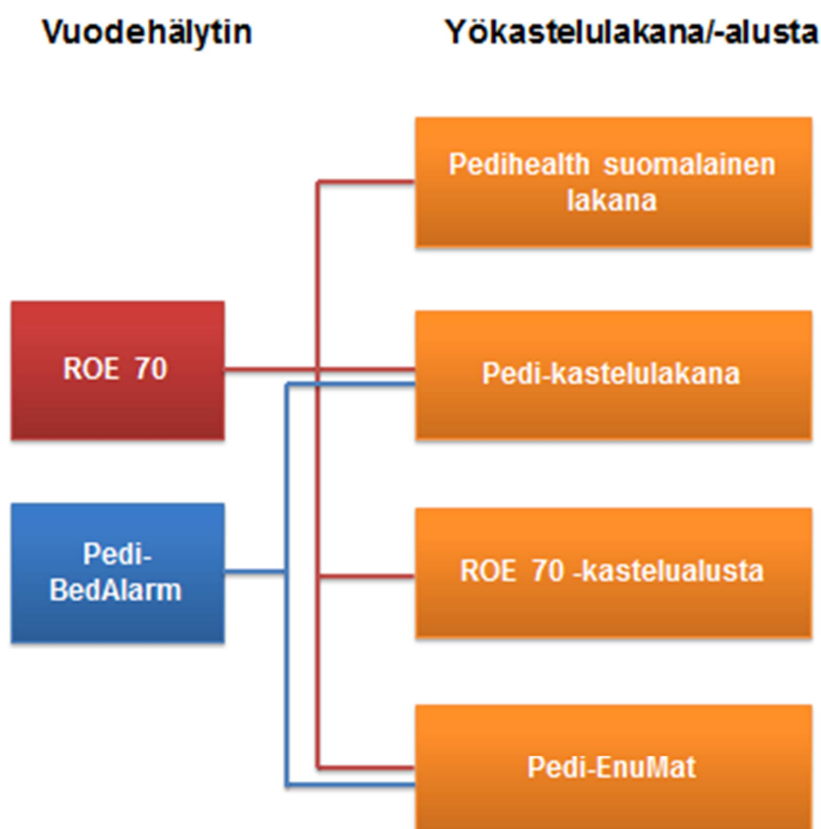 Vuodehälytin
Yökastelulakana/-alusta
Pedihealth suomalainen
lakana
ROE 70
Pedi-kastelulakana
Pedi-
BedAlarm
ROE 70 -kastelualusta
Pedi-EnuMat